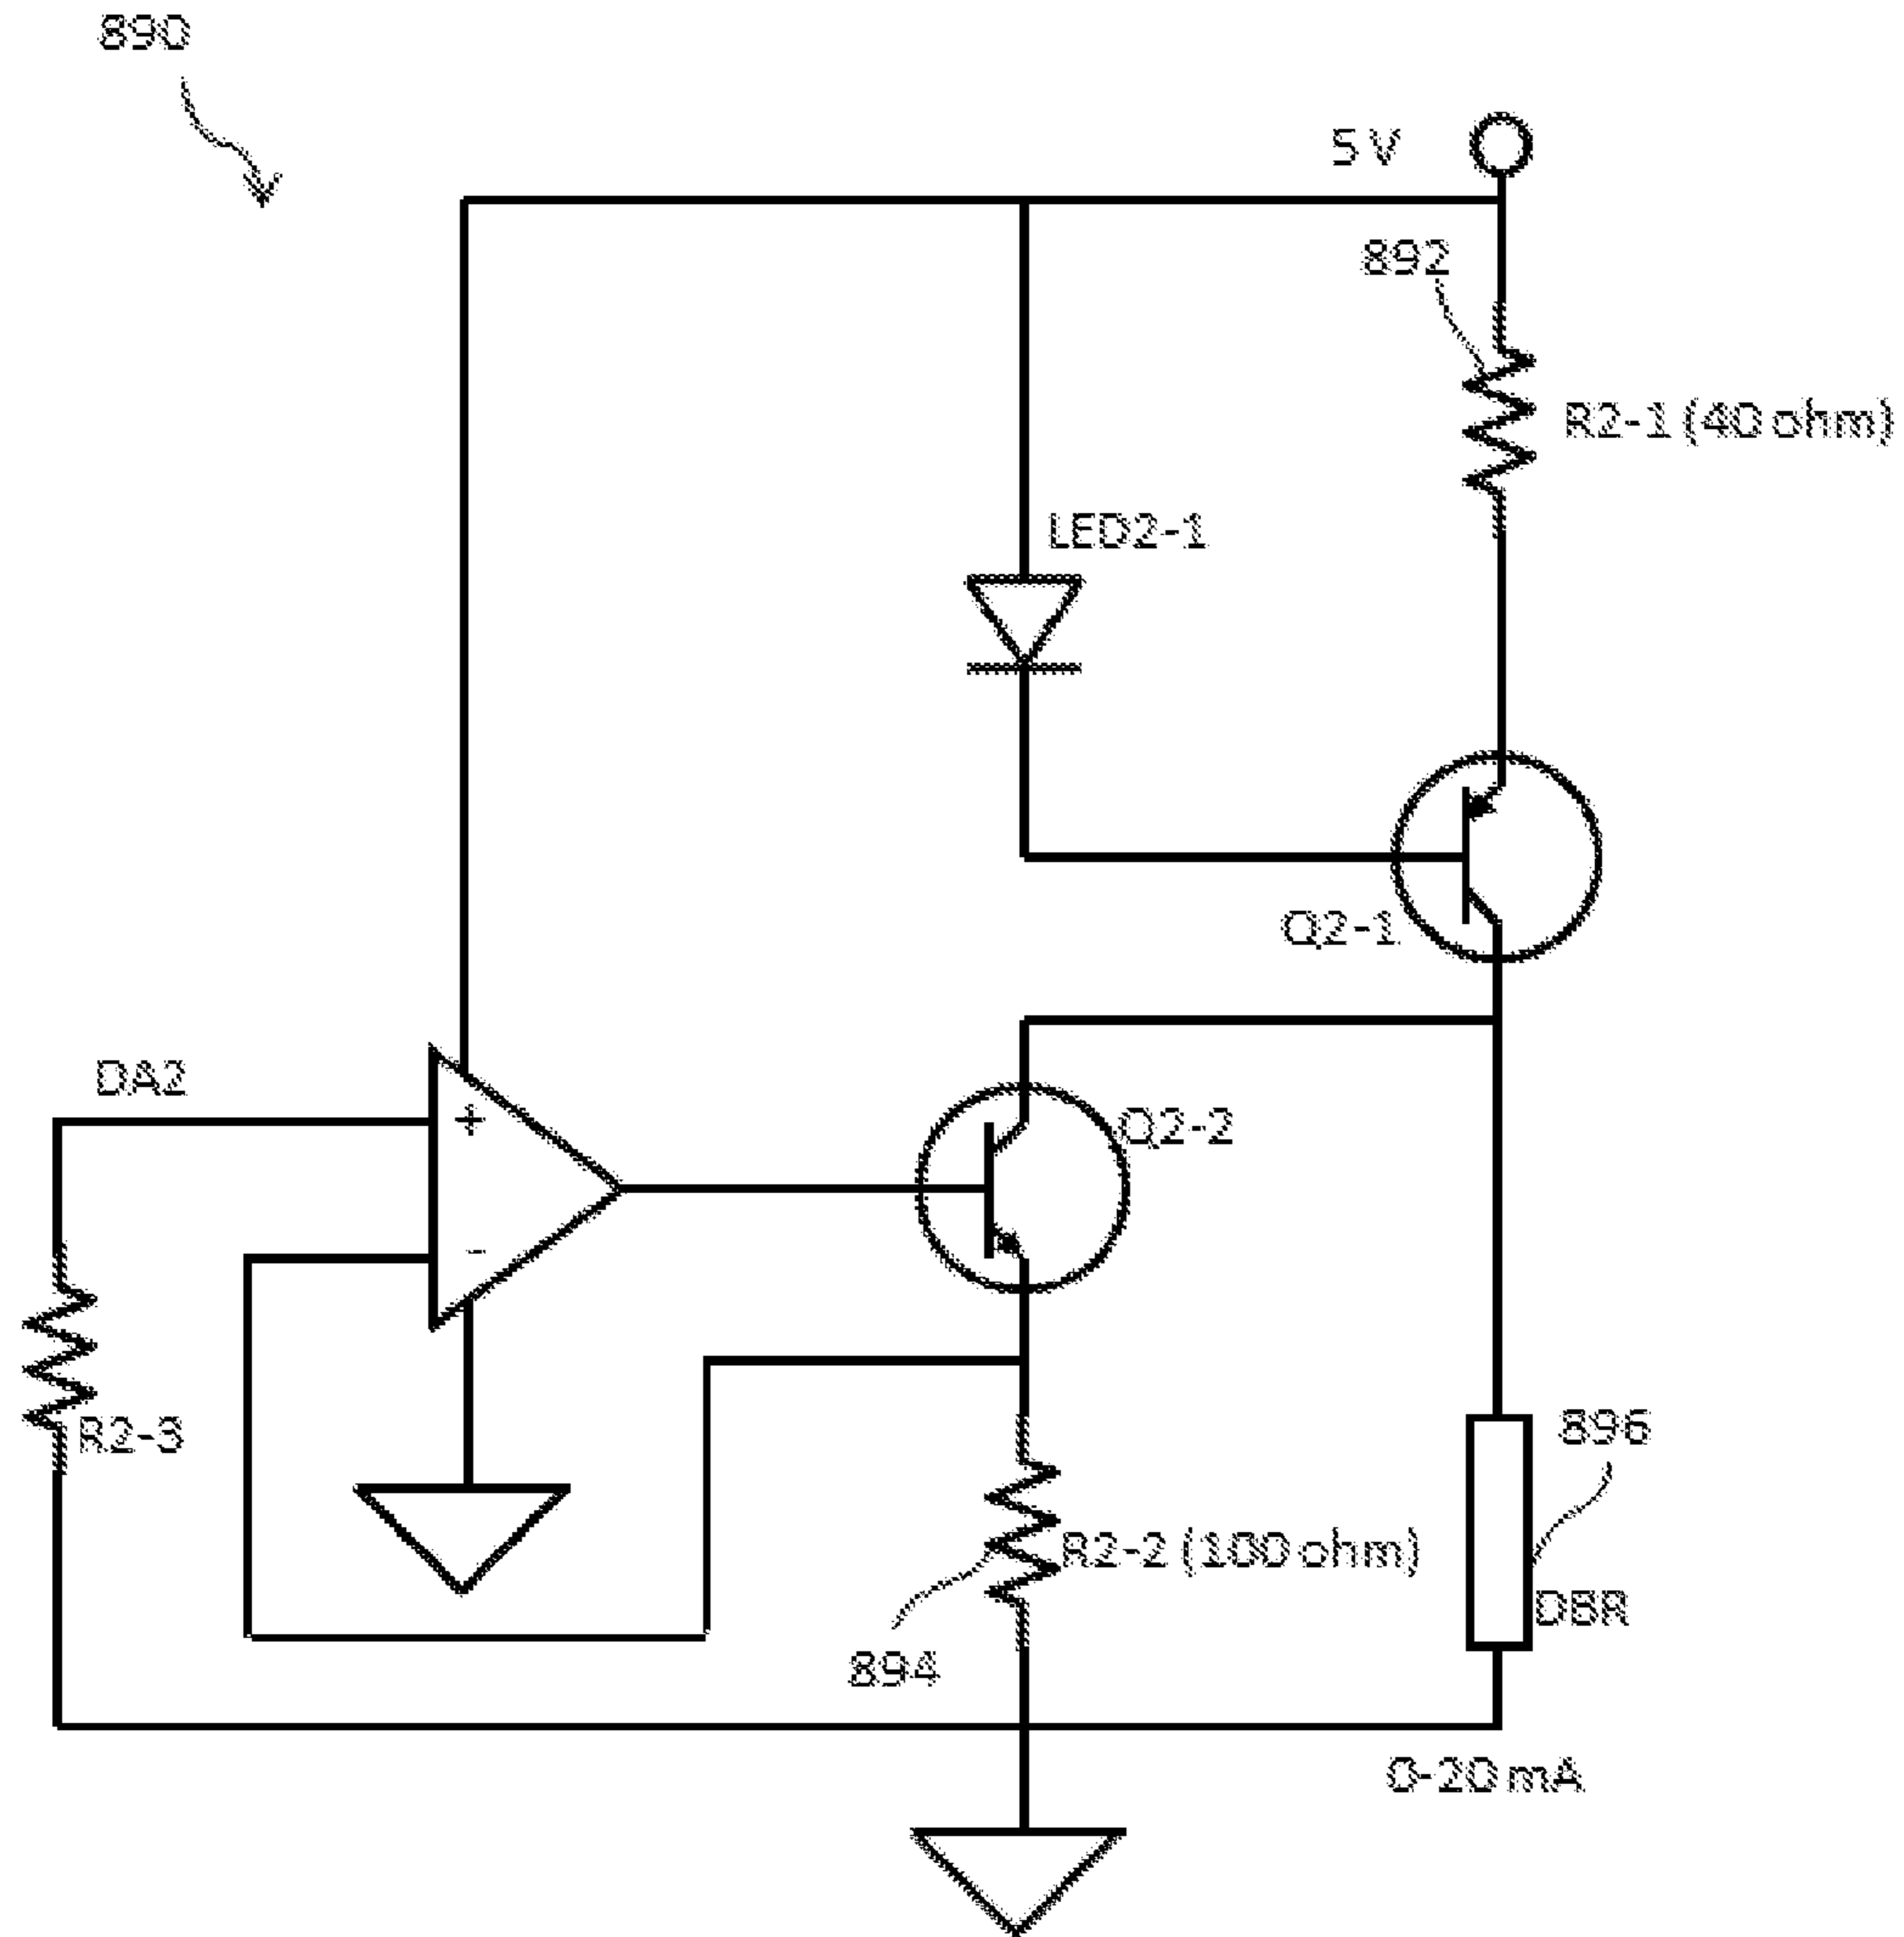 890
5 V
892
R2-1 (40 ohm)
LED2-1
Q2-1
DA2
+
Q2-2
-
R2-3
896
R2-2 (100 ohm)
DBR
894
0-20 mA